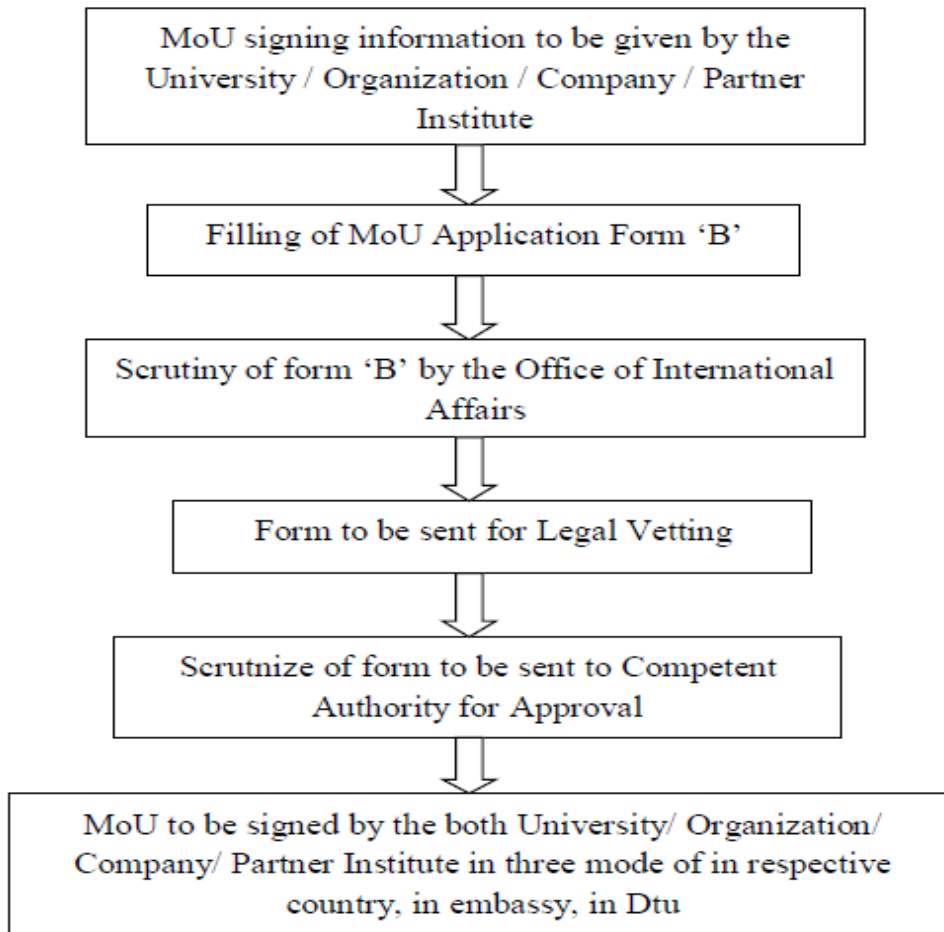 MoU signing information to be given by the
University / Organization / Company / Partner
Institute
Filling of MoU Application Form ‘B’
Scrutiny of form ‘B’ by the Office of International
Affairs
Form to be sent for Legal Vetting
Scrutnize of form to be sent to Competent
Authority for Approval
MoU to be signed by the both University/ Organization/
Company/ Partner Institute in three mode of in respective
country, in embassy, in Dtu